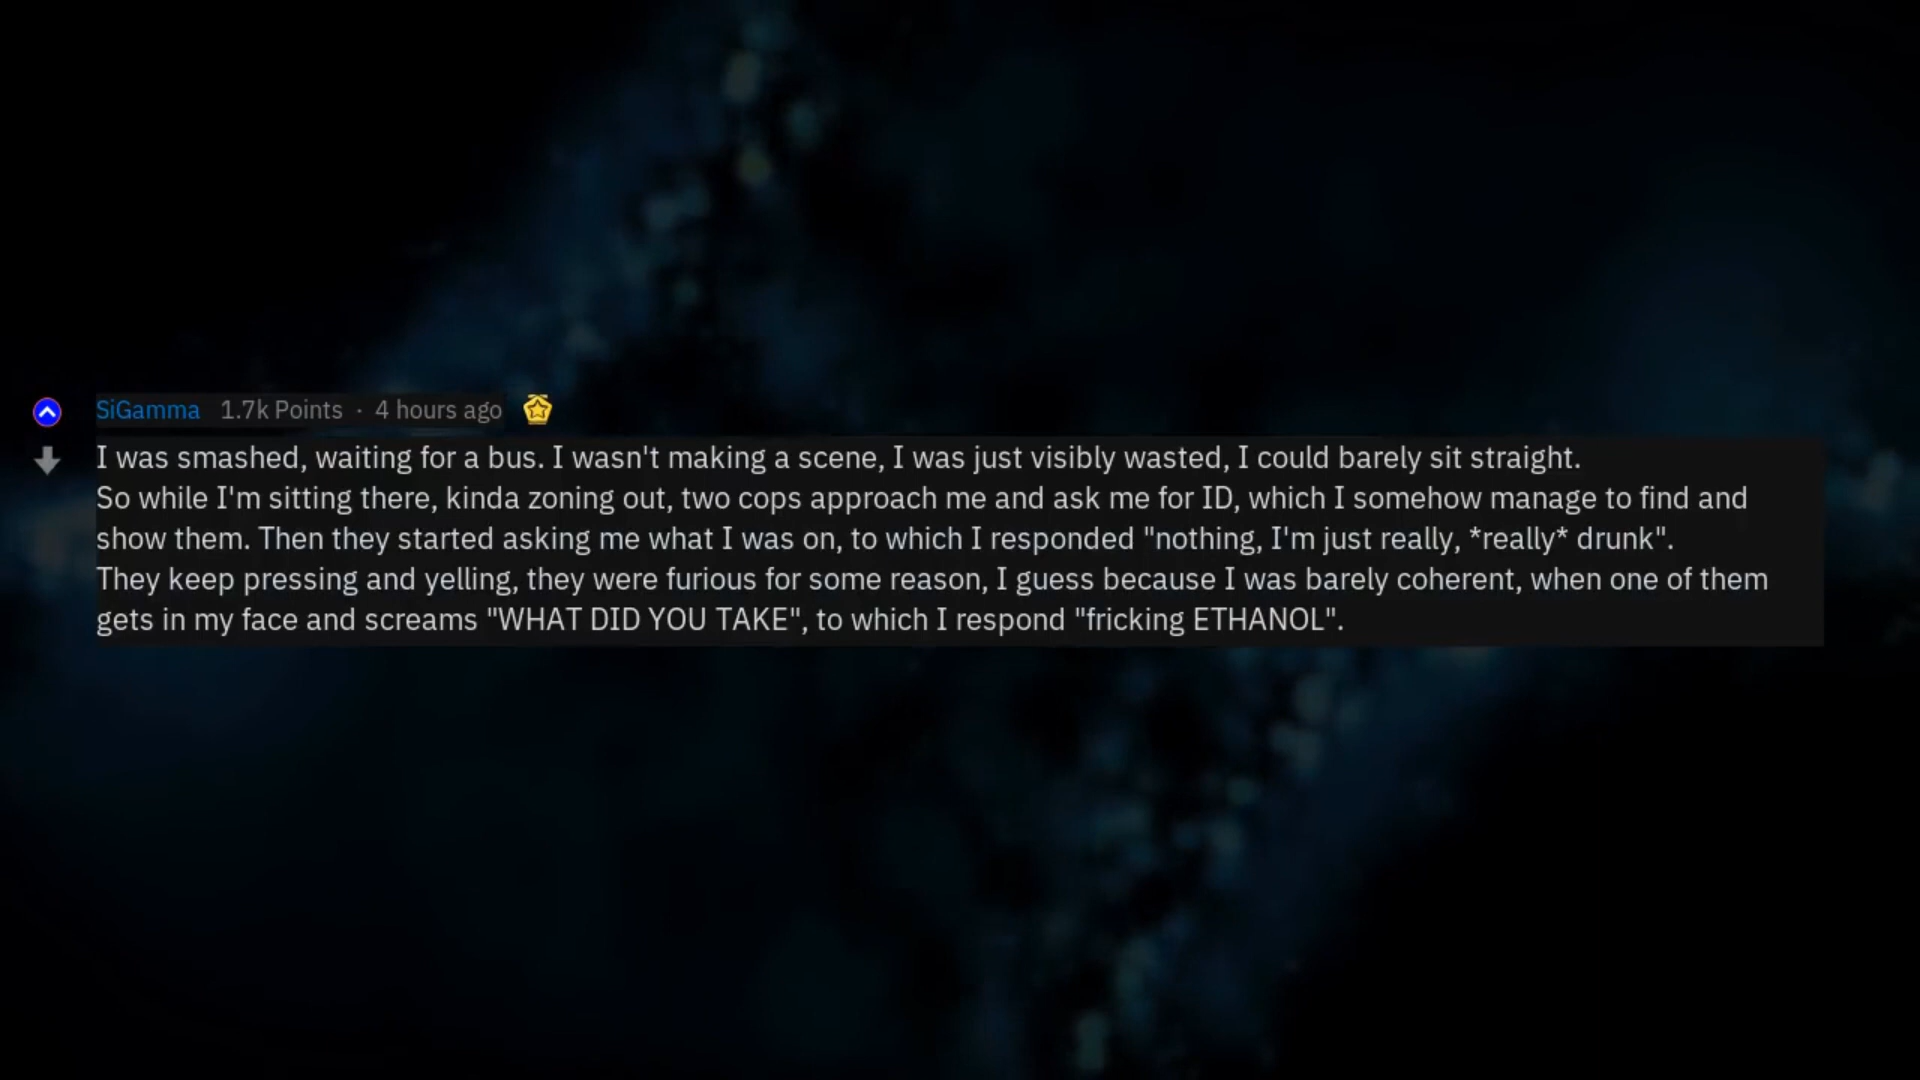 SiGamma 1.7k Points · 4 hours ago
I was smashed, waiting for a bus. I wasn't making a scene, I was just visibly wasted, I could barely sit straight.
So while I'm sitting there, kinda zoning out, two cops approach me and ask me for ID, which I somehow manage to find and
show them. Then they started asking me what I was on, to which I responded "nothing, I'm just really, *really* drunk".
They keep pressing and yelling, they were furious for some reason, I guess because I was barely coherent, when one of them
gets in my face and screams "WHAT DID YOU TAKE", to which I respond "fricking ETHANOL".